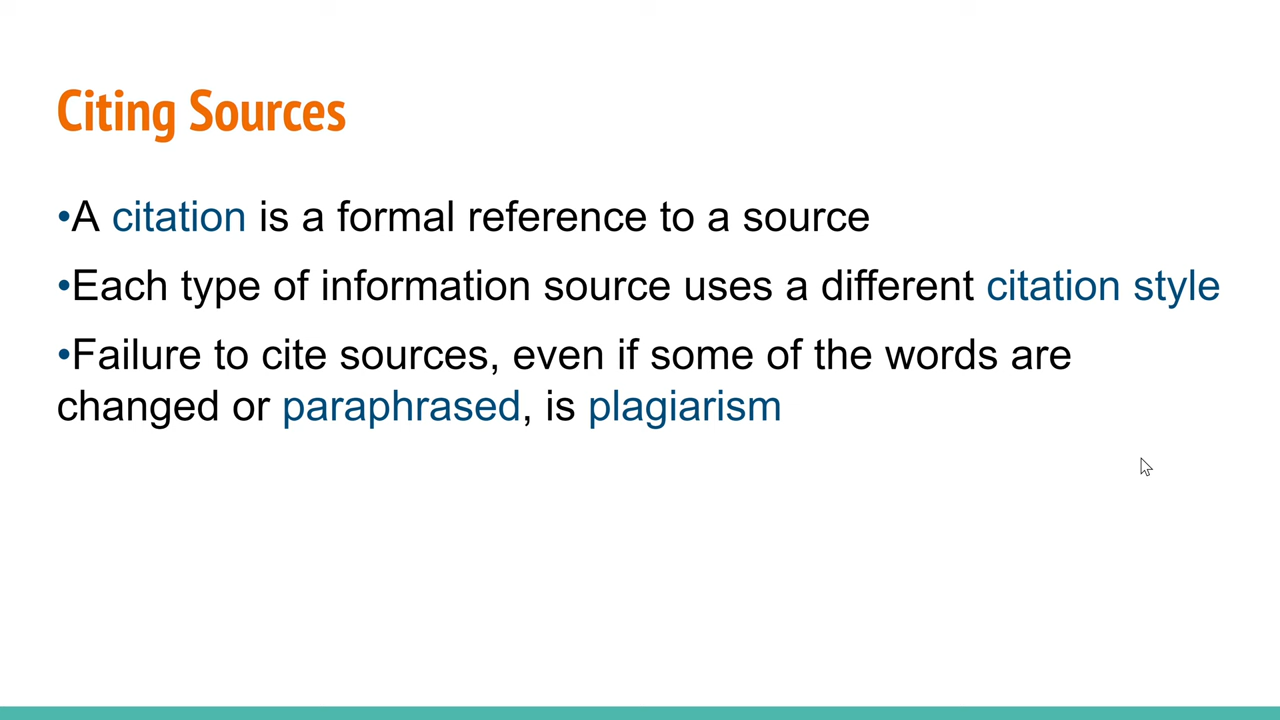 Citing Sources
•A citation is a formal reference to a source
•Each type of information source uses a different citation style
•Failure to cite sources, even if some of the words are
changed or paraphrased, is plagiarism